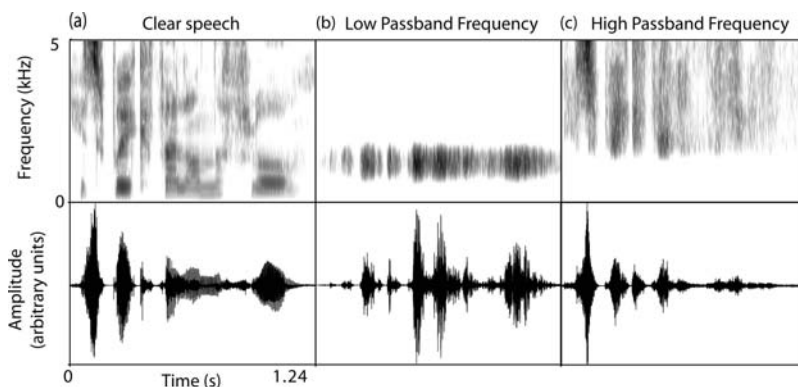 (a) Clear speech (b) Low Passband Frequency (c) High Passband Frequency
5
Frequency (kHz)
0
Amplitude
(arbitrary units)
0 Time (s) 1.24